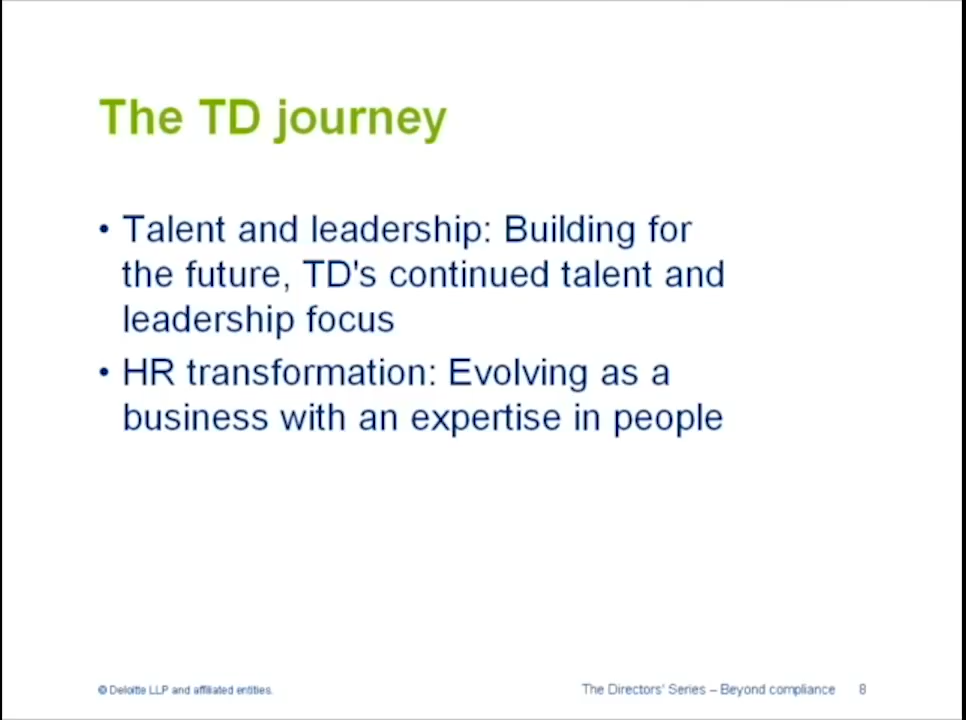 The TD journey
• Talent and leadership: Building for
the future, TD's continued talent and
leadership focus
• HR transformation: Evolving as a
business with an expertise in people
© Deloitte LLP and affiliated entities.
The Directors' Series – Beyond compliance 8